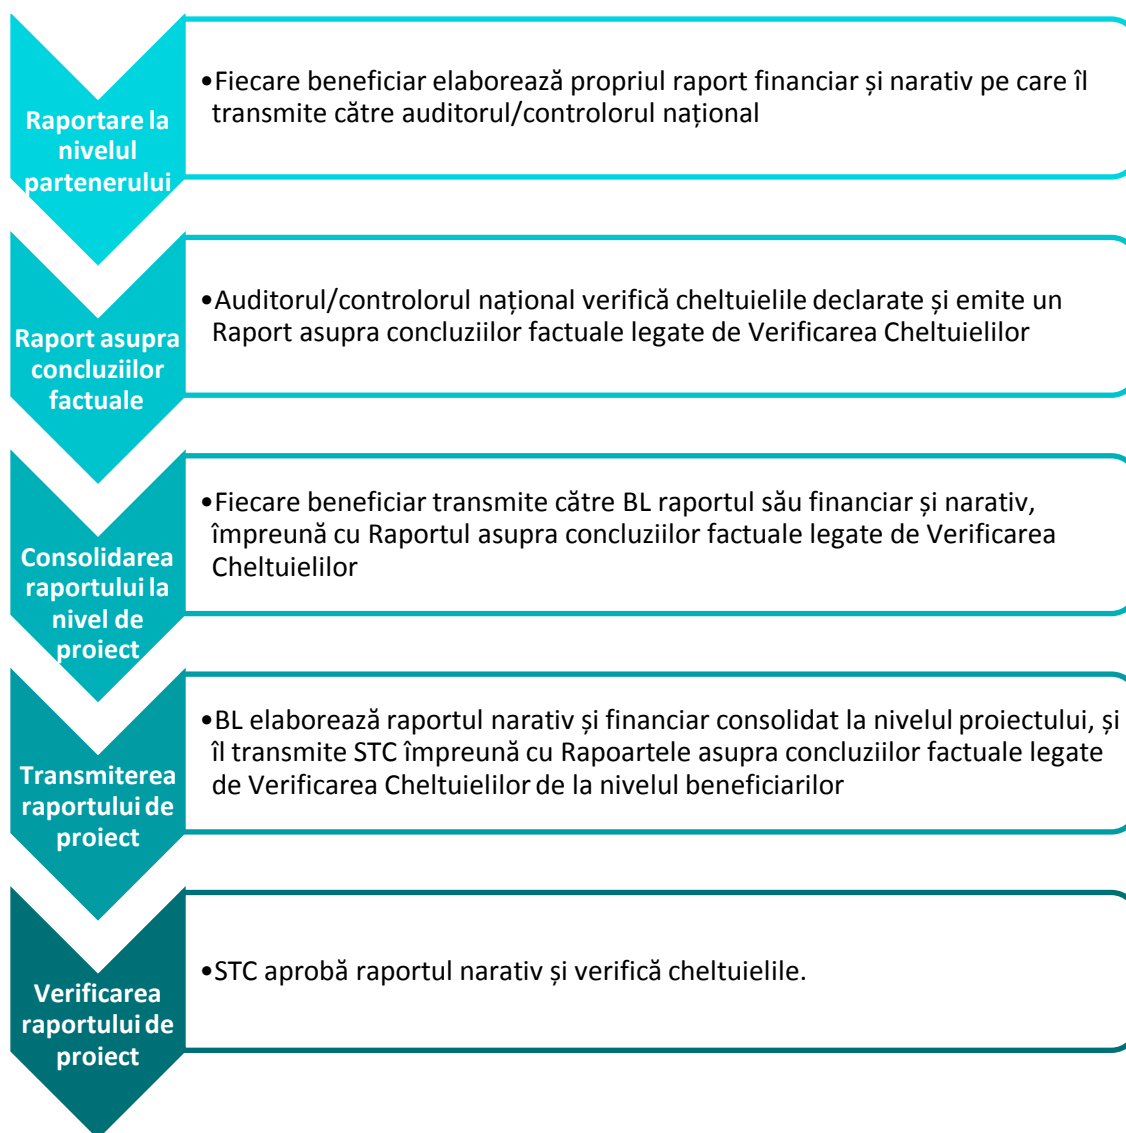 Raportare la
nivelul
partenerului
•Fiecare beneficiar elaborează propriul raport financiar și narativ pe care îl
transmite către auditorul/controlorul național
Raport asupra
concluziilor
factuale
•Auditorul/controlorul național verifică cheltuielile declarate și emite un
Raport asupra concluziilor factuale legate de Verificarea Cheltuielilor
Consolidarea
raportului la
nivel de
proiect
•Fiecare beneficiar transmite către BL raportul său financiar și narativ,
împreună cu Raportul asupra concluziilor factuale legate de Verificarea
Cheltuielilor
Transmiterea
raportului de
proiect
•BL elaborează raportul narativ și financiar consolidat la nivelul proiectului, și
îl transmite STC împreună cu Rapoartele asupra concluziilor factuale legate
de Verificarea Cheltuielilor de la nivelul beneficiarilor
Verificarea
raportului de
proiect
•STC aprobă raportul narativ și verifică cheltuielile.